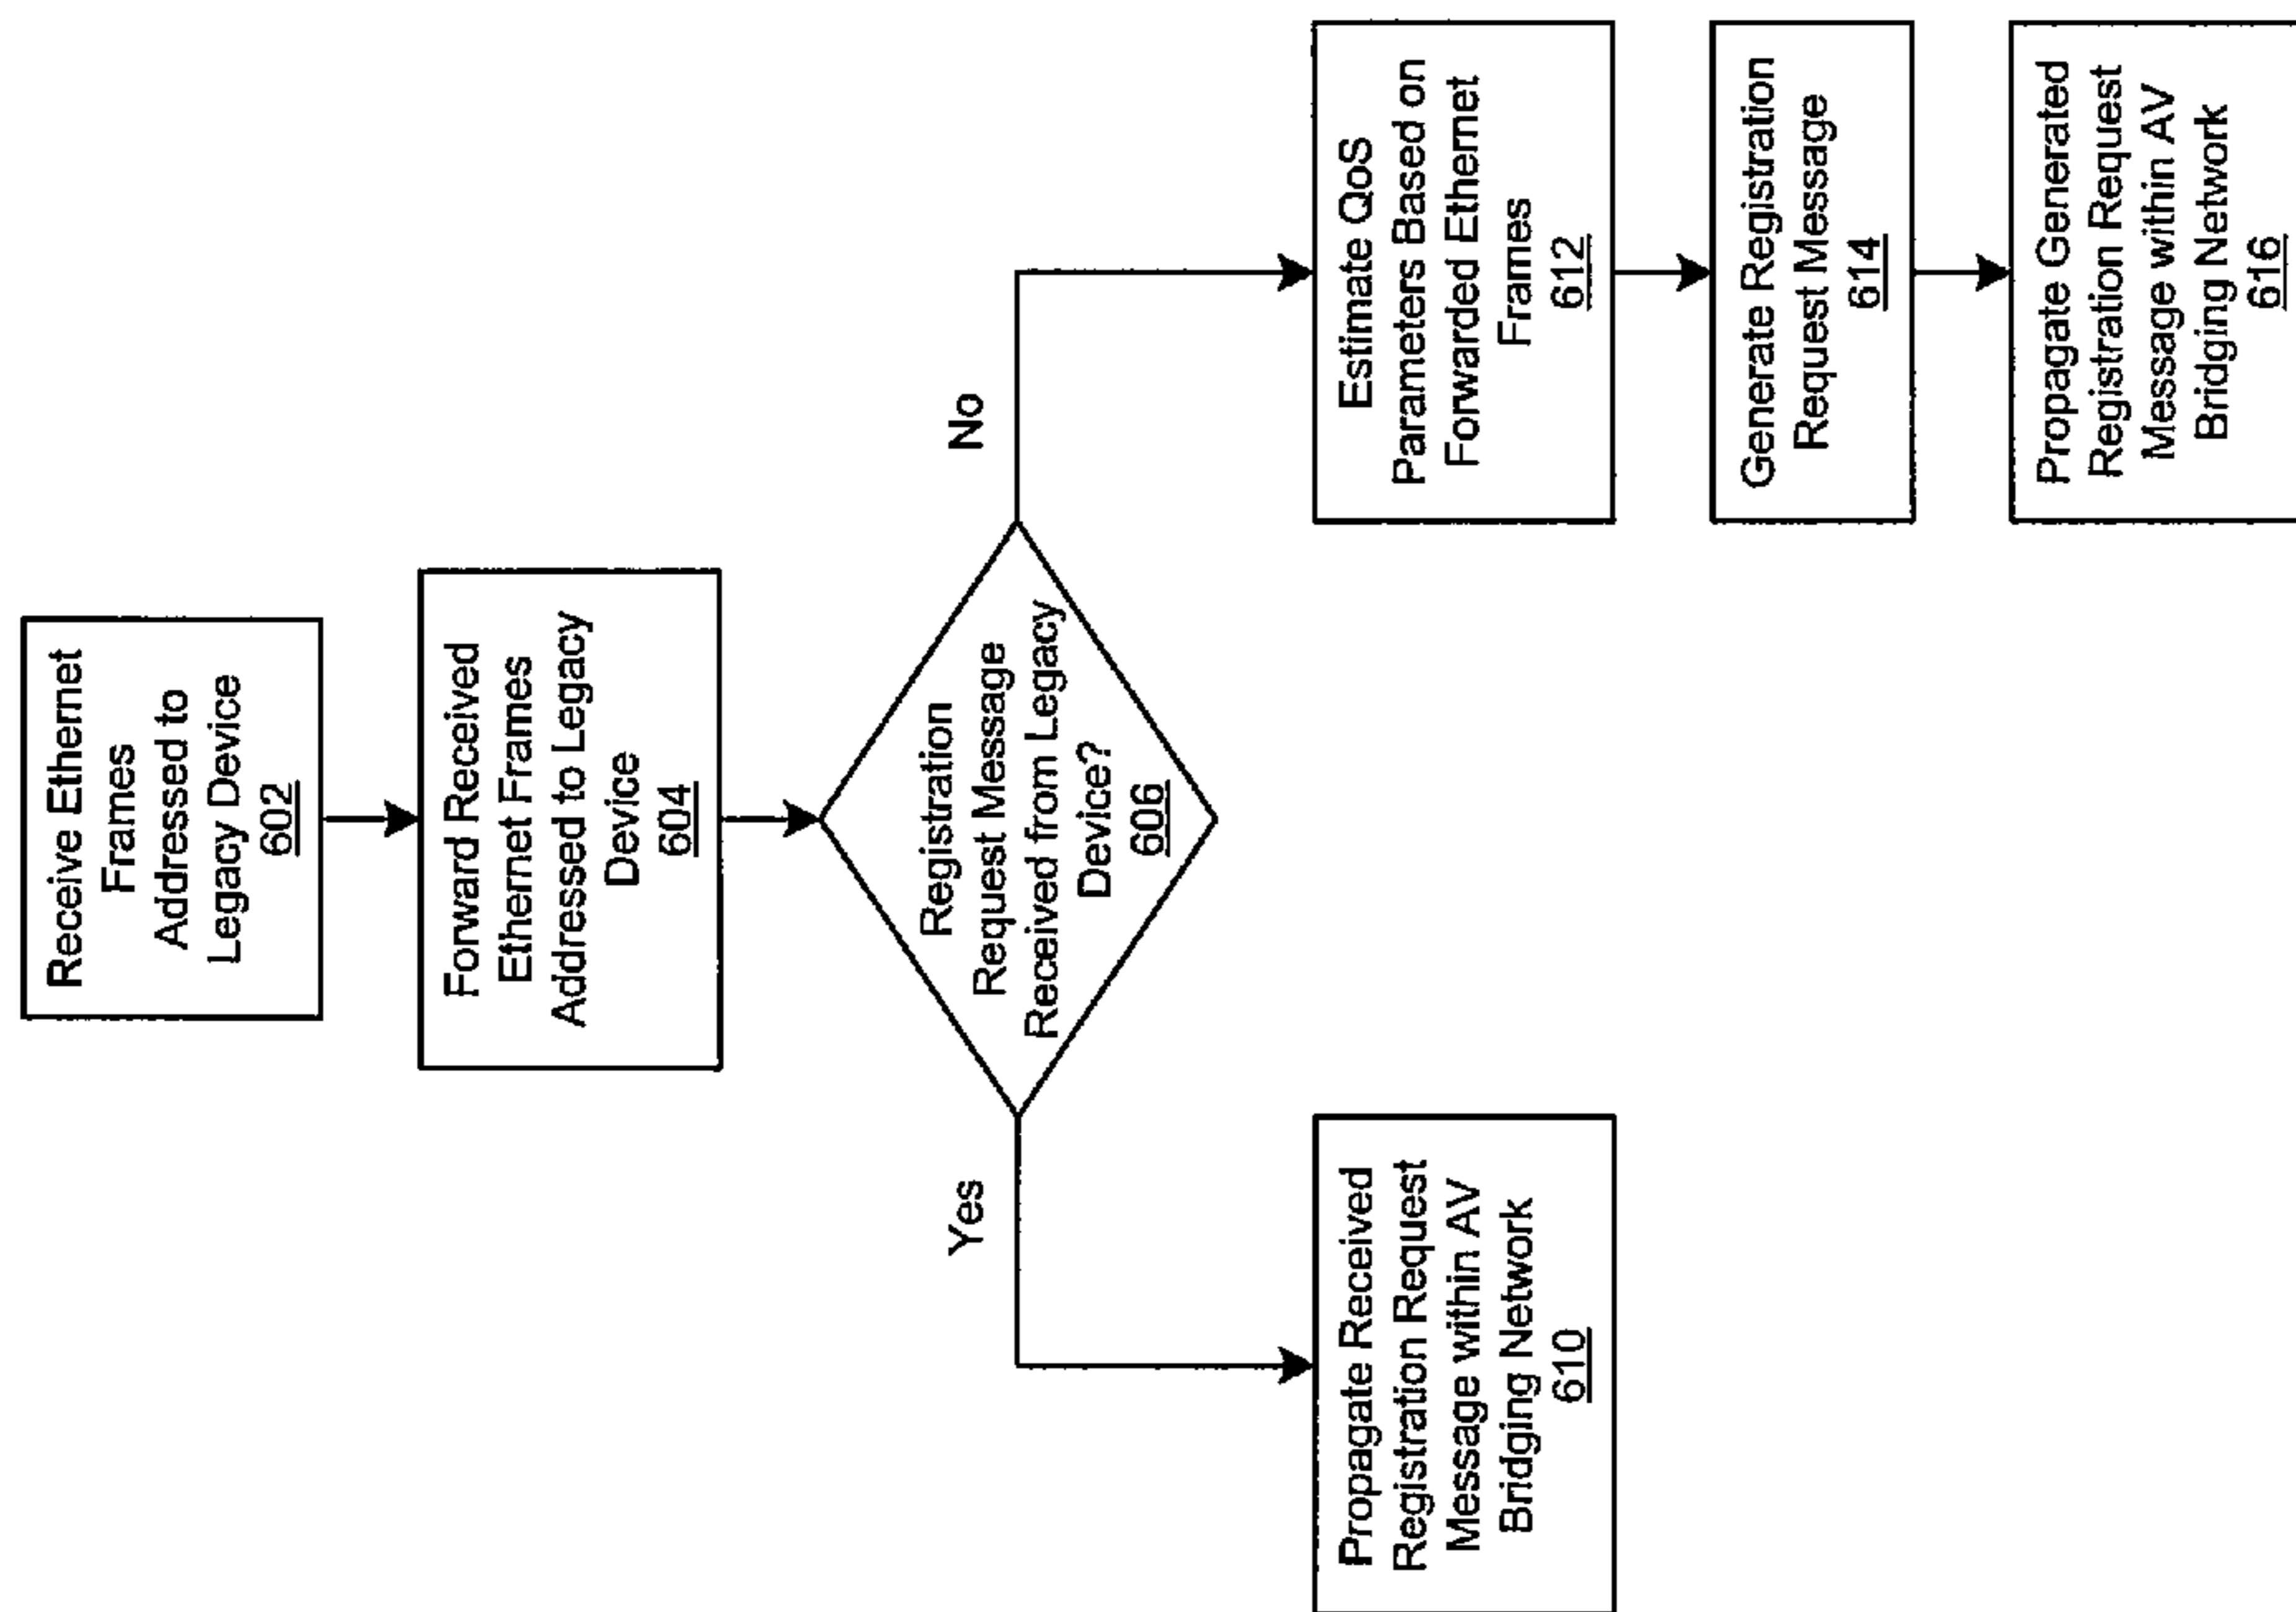 Receive Ethernet
Frames
Addressed to
Legacy Device
602
Forward Received
Ethernet Frames
Addressed to Legacy
Device
604
Registration
Request Message
Received from Legacy
Device?
606
Yes
No
Propagate Received
Registration Request
Message within AV
Bridging Network
610
Estimate QoS
Parameters Based on
Forwarded Ethernet
Frames
612
Generate Registration
Request Message
614
Propagate Generated
Registration Request
Message within AV
Bridging Network
616